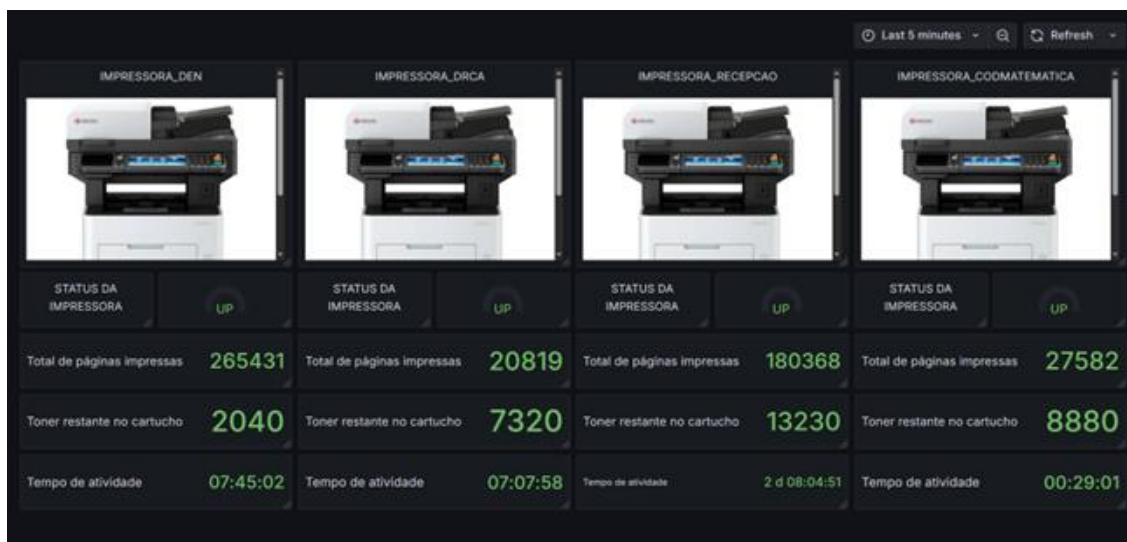 Last 5 minutes
Refresh
IMPRESSORA_DEN
IMPRESSORA_DRCA
IMPRESSORA_RECEPCAO
IMPRESSORA_CODMATEMATICA
STATUS DA
IMPRESSORA
UP
STATUS DA
IMPRESSORA
UP
STATUS DA
IMPRESSORA
UP
STATUS DA
IMPRESSORA
UP
Total de páginas impressas 265431
Total de páginas impressas 20819
Total de páginas impressas 180368
Total de páginas impressas 27582
Toner restante no cartucho 2040
Toner restante no cartucho 7320
Toner restante no cartucho 13230
Toner restante no cartucho 8880
Tempo de atividade 07:45:02
Tempo de atividade 07:07:58
Tempo de atividade 2 d 08:04:51
Tempo de atividade 00:29:01